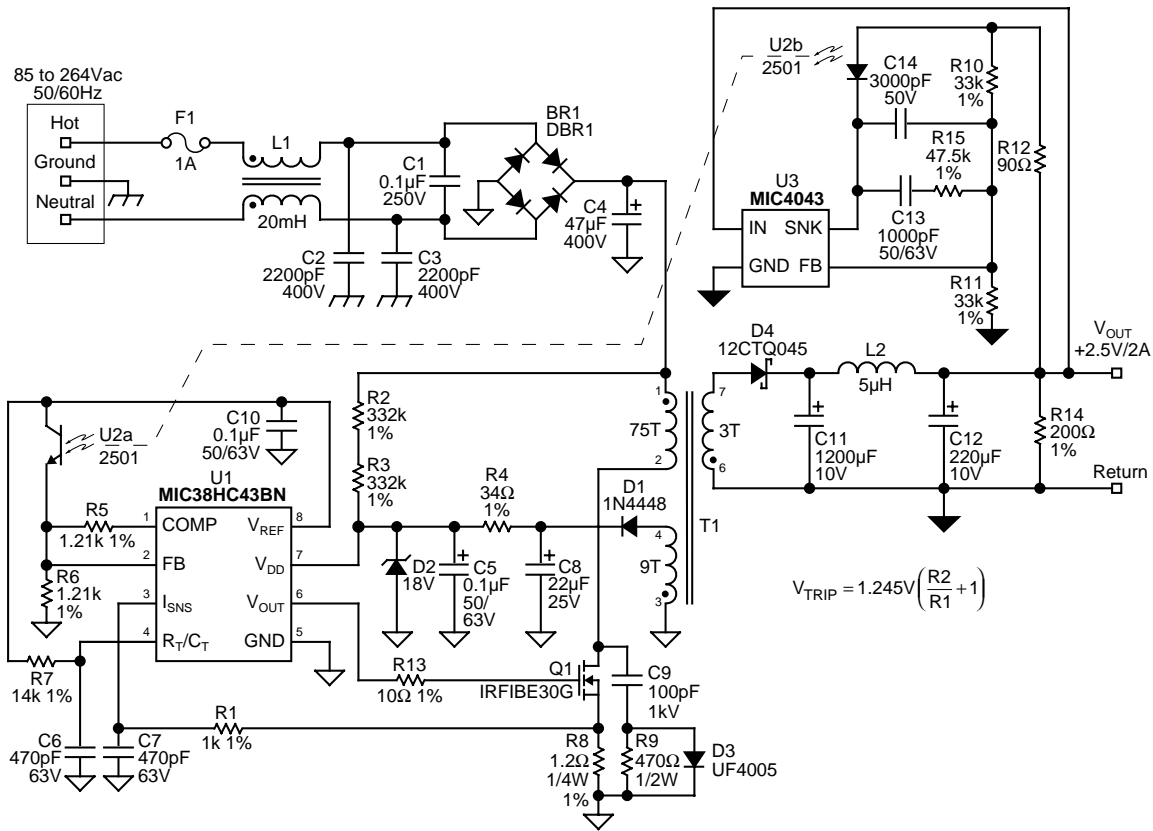 85 to 264Vac
50/60Hz
Hot
Ground
Neutral
F1
1A
L1
20mH
C1
0.1µF
250V
C2
2200pF
400V
C3
2200pF
400V
BR1
DBR1
C4
47µF
400V
U2b
2501
C14
3000pF
50V
R10
33k
1%
R15
47.5k
1%
R12
90Ω
U3
MIC4043
IN
SNK
GND
FB
C13
1000pF
50/63V
R11
33k
1%
D4
12CTQ045
L2
5µH
VOUT
+2.5V/2A
1
2
75T
7
6
3T
C11
1200µF
10V
C12
220µF
10V
R14
200Ω
1%
Return
U2a
2501
C10
0.1µF
50/63V
R2
332k
1%
R3
332k
1%
R4
34Ω
1%
D1
1N4448
T1
4
9T
3
U1
MIC38HC43BN
R5
1.21k 1%
1
COMP
VREF
8
2
FB
VDD
7
3
ISNS
VOUT
6
4
RT/CT
GND
5
R6
1.21k
1%
D2
18V
C5
0.1µF
50/
63V
C8
22µF
25V
VTRIP = 1.245V(R2/R1 + 1)
R7
14k 1%
R13
10Ω 1%
Q1
IRFIBE30G
C9
100pF
1kV
R1
1k 1%
C6
470pF
63V
C7
470pF
63V
R8
1.2Ω
1/4W
1%
R9
470Ω
1/2W
D3
UF4005